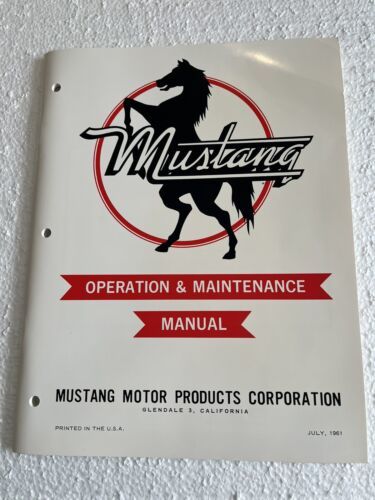 Mustang
OPERATION & MAINTENANCE
MANUAL
MUSTANG MOTOR PRODUCTS CORPORATION
GLENDALE 3, CALIFORNIA
PRINTED IN THE U.S.A.
JULY, 1961